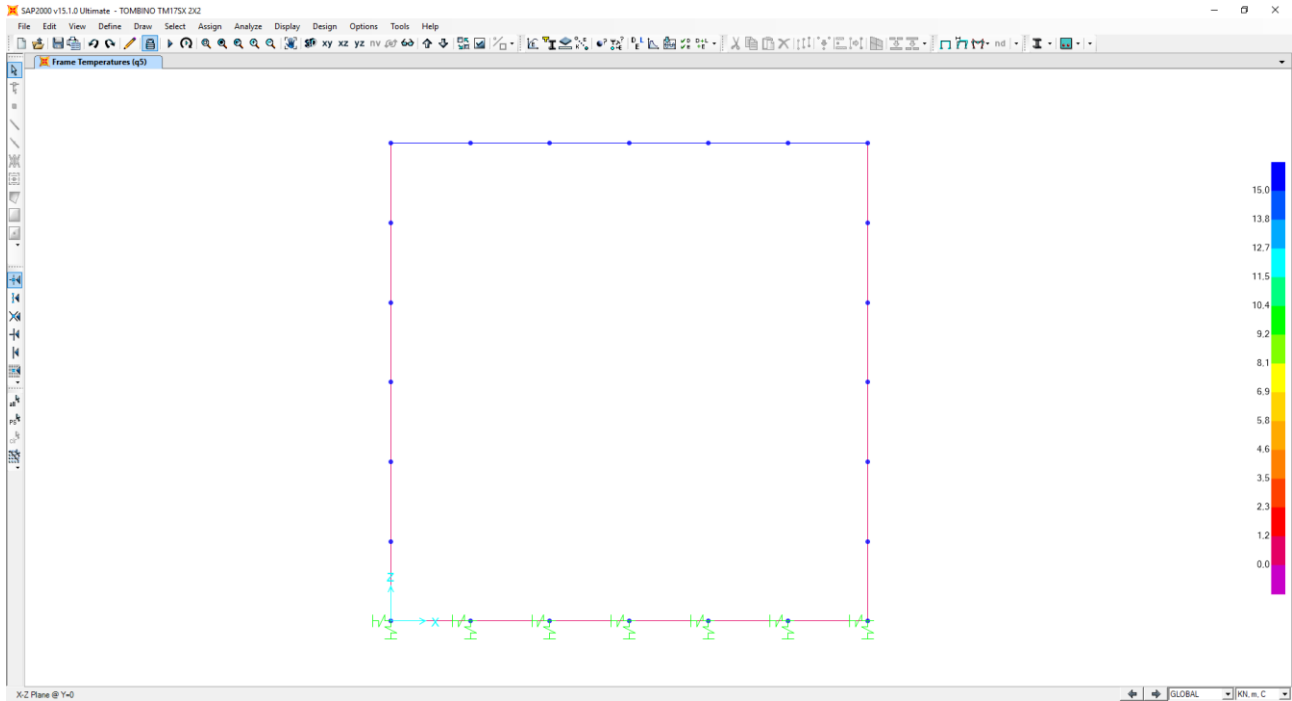 SAP2000 v15.1.0 Ultimate - TOMBINO TM17SX 2X2
File Edit View Define Draw Select Assign Analyze Display Design Options Tools Help
xy xz yz nv nd
Frame Temperatures (q5)
15.0
13.8
12.7
11.5
10.4
9.2
8.1
6.9
5.8
4.6
3.5
2.3
1.2
0.0
Z
X
X-Z Plane @ Y=0
GLOBAL
KN, m, C